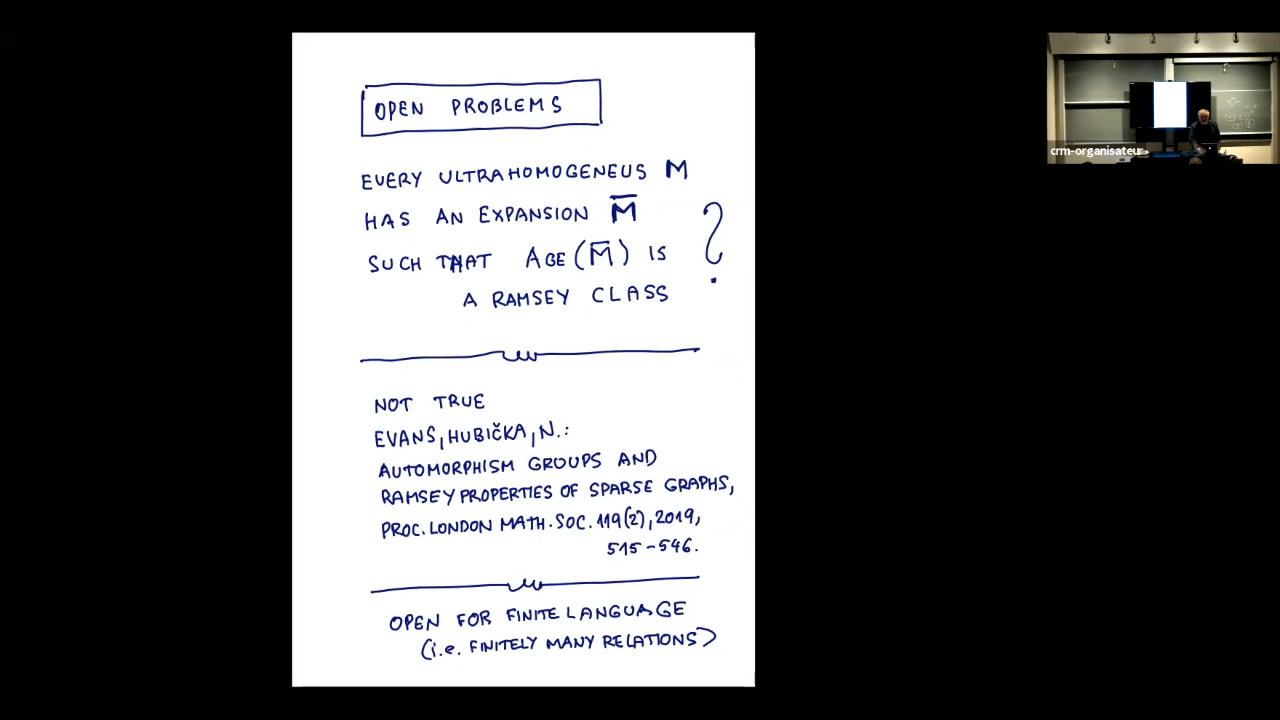 OPEN PROBLEMS
EVERY ULTRAHOMOGENEUS M
HAS AN EXPANSION M̅
SUCH THAT AGE(M̅) IS
A RAMSEY CLASS
?
NOT TRUE
EVANS, HUBIČKA, N.:
AUTOMORPHISM GROUPS AND
RAMSEY PROPERTIES OF SPARSE GRAPHS,
PROC. LONDON MATH. SOC. 119(2), 2019,
515-546.
OPEN FOR FINITE LANGUAGE
(i.e. FINITELY MANY RELATIONS)
crm-organisateur